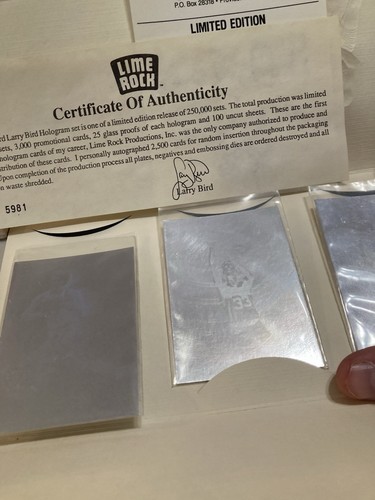 P.O. Box 28318 •
LIMITED EDITION
LIME
ROCK
Certificate Of Authenticity
Larry Bird Hologram set is one of a limited edition release of 250,000 sets. The total production was limited
sets, 3,000 promotional cards, 25 glass proofs of each hologram and 100 uncut sheets. These are the first
hologram cards of my career, Lime Rock Productions, Inc. was the only company authorized to produce and
distribution of these cards. I personally autographed 2,500 cards for random insertion throughout the packaging
Upon completion of the production process all plates, negatives and embossing dies are ordered destroyed and all
waste shredded.
Larry Bird
5981
33